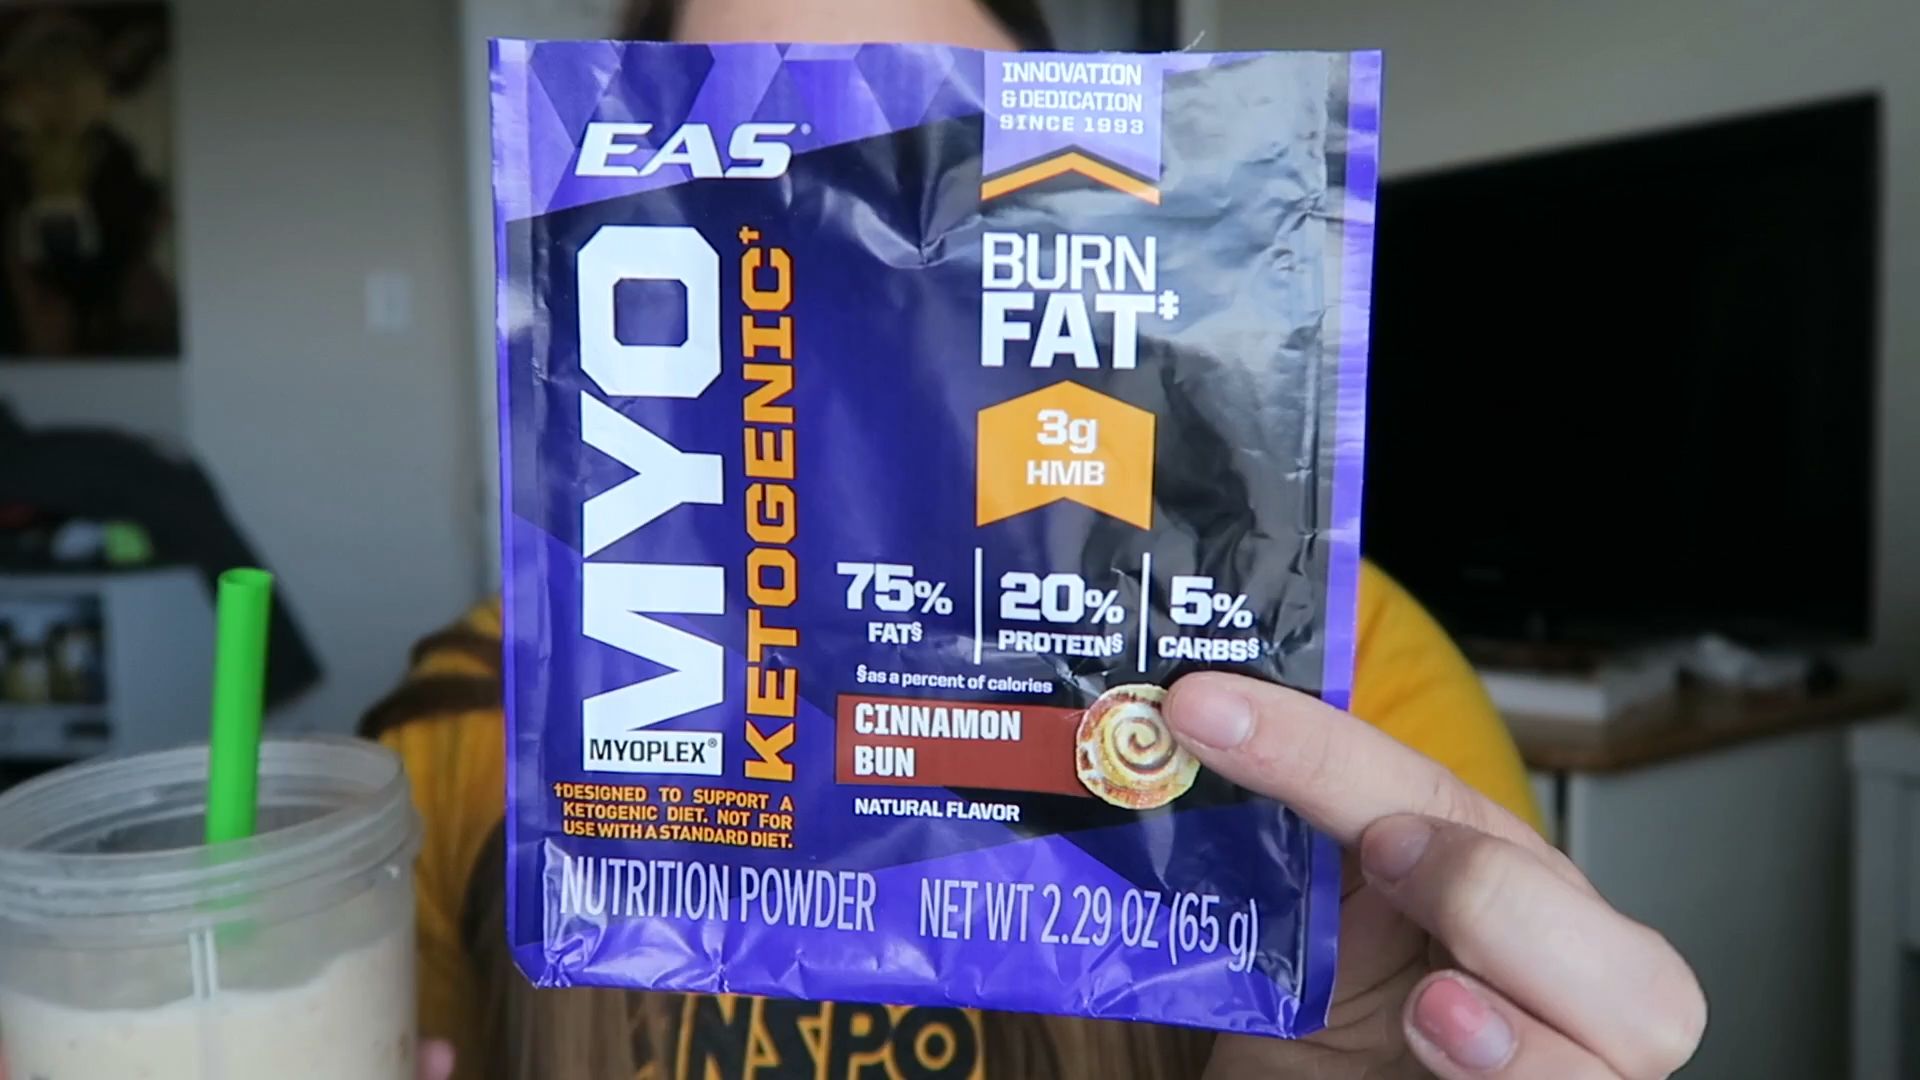 INNOVATION
& DEDICATION
SINCE 1993
EAS®
MYO
KETOGENIC†
MYOPLEX®
†DESIGNED TO SUPPORT A
KETOGENIC DIET. NOT FOR
USE WITH A STANDARD DIET.
BURN
FAT‡
3g
HMB
75% FAT§
20% PROTEIN§
5% CARBS§
§as a percent of calories
CINNAMON
BUN
NATURAL FLAVOR
NUTRITION POWDER NET WT 2.29 OZ (65 g)